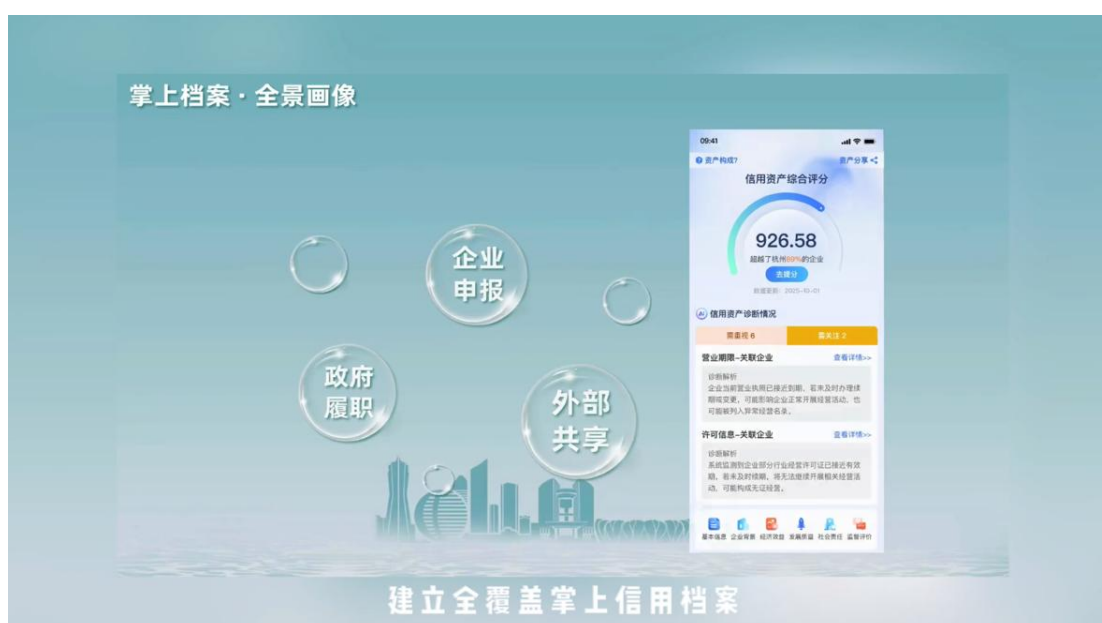 掌上档案·全景画像
企业
申报
政府
履职
外部
共享
09:41
资产构成?
资产分享
信用资产综合评分
926.58
超越了杭州89%的企业
去提分
数据更新: 2025-10-01
AI 信用资产诊断情况
需重视 6
需关注 2
营业期限-关联企业
查看详情>>
诊断解析
企业当前营业执照已接近到期，若未及时办理续
期或变更，可能影响企业正常开展经营活动，也
可能被列入异常经营名录。
许可信息-关联企业
查看详情>>
诊断解析
系统监测到企业部分行业经营许可证已接近有效
期，若未及时续期，将无法继续开展相关经营活
动，可能构成无证经营。
基本信息 企业背景 经济效益 发展质量 社会责任 监督评价
建立全覆盖掌上信用档案